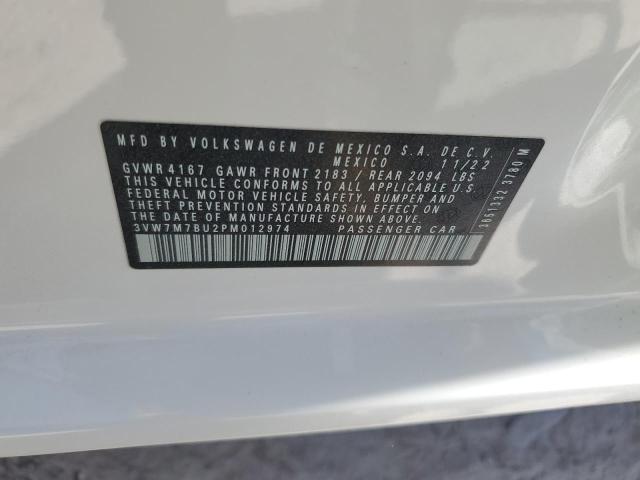 MFD BY VOLKSWAGEN DE MEXICO S.A. DE C.V.
MEXICO 11/22
GVWR 4167 GAWR FRONT 2183 / REAR 2094 LBS
THIS VEHICLE CONFORMS TO ALL APPLICABLE U.S.
FEDERAL MOTOR VEHICLE SAFETY, BUMPER AND
THEFT PREVENTION STANDARDS IN EFFECT ON THE
DATE OF MANUFACTURE SHOWN ABOVE.
3VW7M7BU2PM012974 PASSENGER CAR
3651332 3780 M